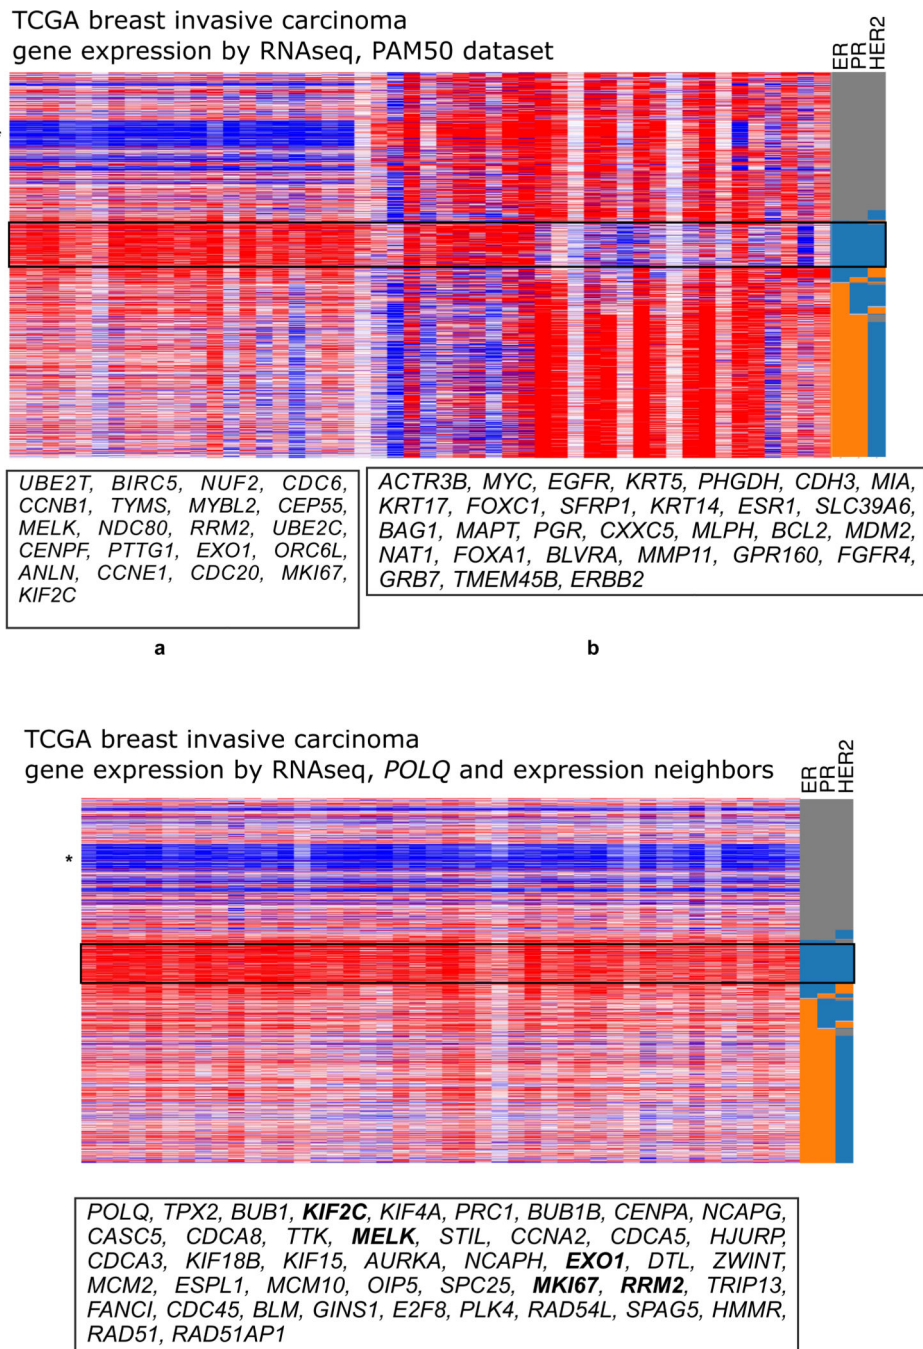 TCGA breast invasive carcinoma
gene expression by RNAseq, PAM50 dataset
ER
PR
HER2
UBE2T, BIRC5, NUF2, CDC6,
CCNB1, TYMS, MYBL2, CEP55,
MELK, NDC80, RRM2, UBE2C,
CENPF, PTTG1, EXO1, ORC6L,
ANLN, CCNE1, CDC20, MKI67,
KIF2C
ACTR3B, MYC, EGFR, KRT5, PHGDH, CDH3, MIA,
KRT17, FOXC1, SFRP1, KRT14, ESR1, SLC39A6,
BAG1, MAPT, PGR, CXXC5, MLPH, BCL2, MDM2,
NAT1, FOXA1, BLVRA, MMP11, GPR160, FGFR4,
GRB7, TMEM45B, ERBB2
a
b
TCGA breast invasive carcinoma
gene expression by RNAseq, POLQ and expression neighbors
ER
PR
HER2
*
POLQ, TPX2, BUB1, KIF2C, KIF4A, PRC1, BUB1B, CENPA, NCAPG,
CASC5, CDCA8, TTK, MELK, STIL, CCNA2, CDCA5, HJURP,
CDCA3, KIF18B, KIF15, AURKA, NCAPH, EXO1, DTL, ZWINT,
MCM2, ESPL1, MCM10, OIP5, SPC25, MKI67, RRM2, TRIP13,
FANCI, CDC45, BLM, GINS1, E2F8, PLK4, RAD54L, SPAG5, HMMR,
RAD51, RAD51AP1